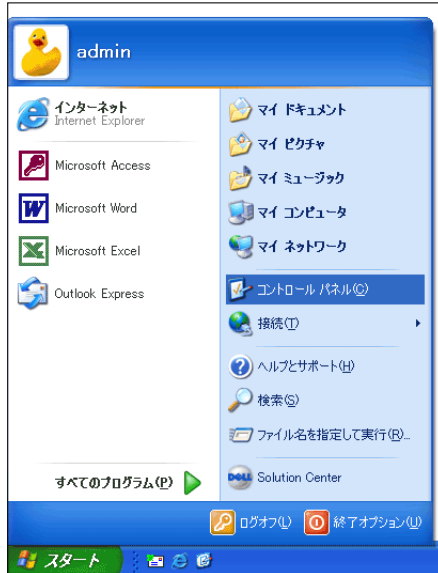 admin
インターネット
Internet Explorer
Microsoft Access
Microsoft Word
Microsoft Excel
Outlook Express
すべてのプログラム(P)
マイ ドキュメント
マイ ピクチャ
マイ ミュージック
マイ コンピュータ
マイ ネットワーク
コントロール パネル(C)
接続(T)
ヘルプとサポート(H)
検索(S)
ファイル名を指定して実行(R)...
DELL Solution Center
ログオフ(L)
終了オプション(U)
スタート